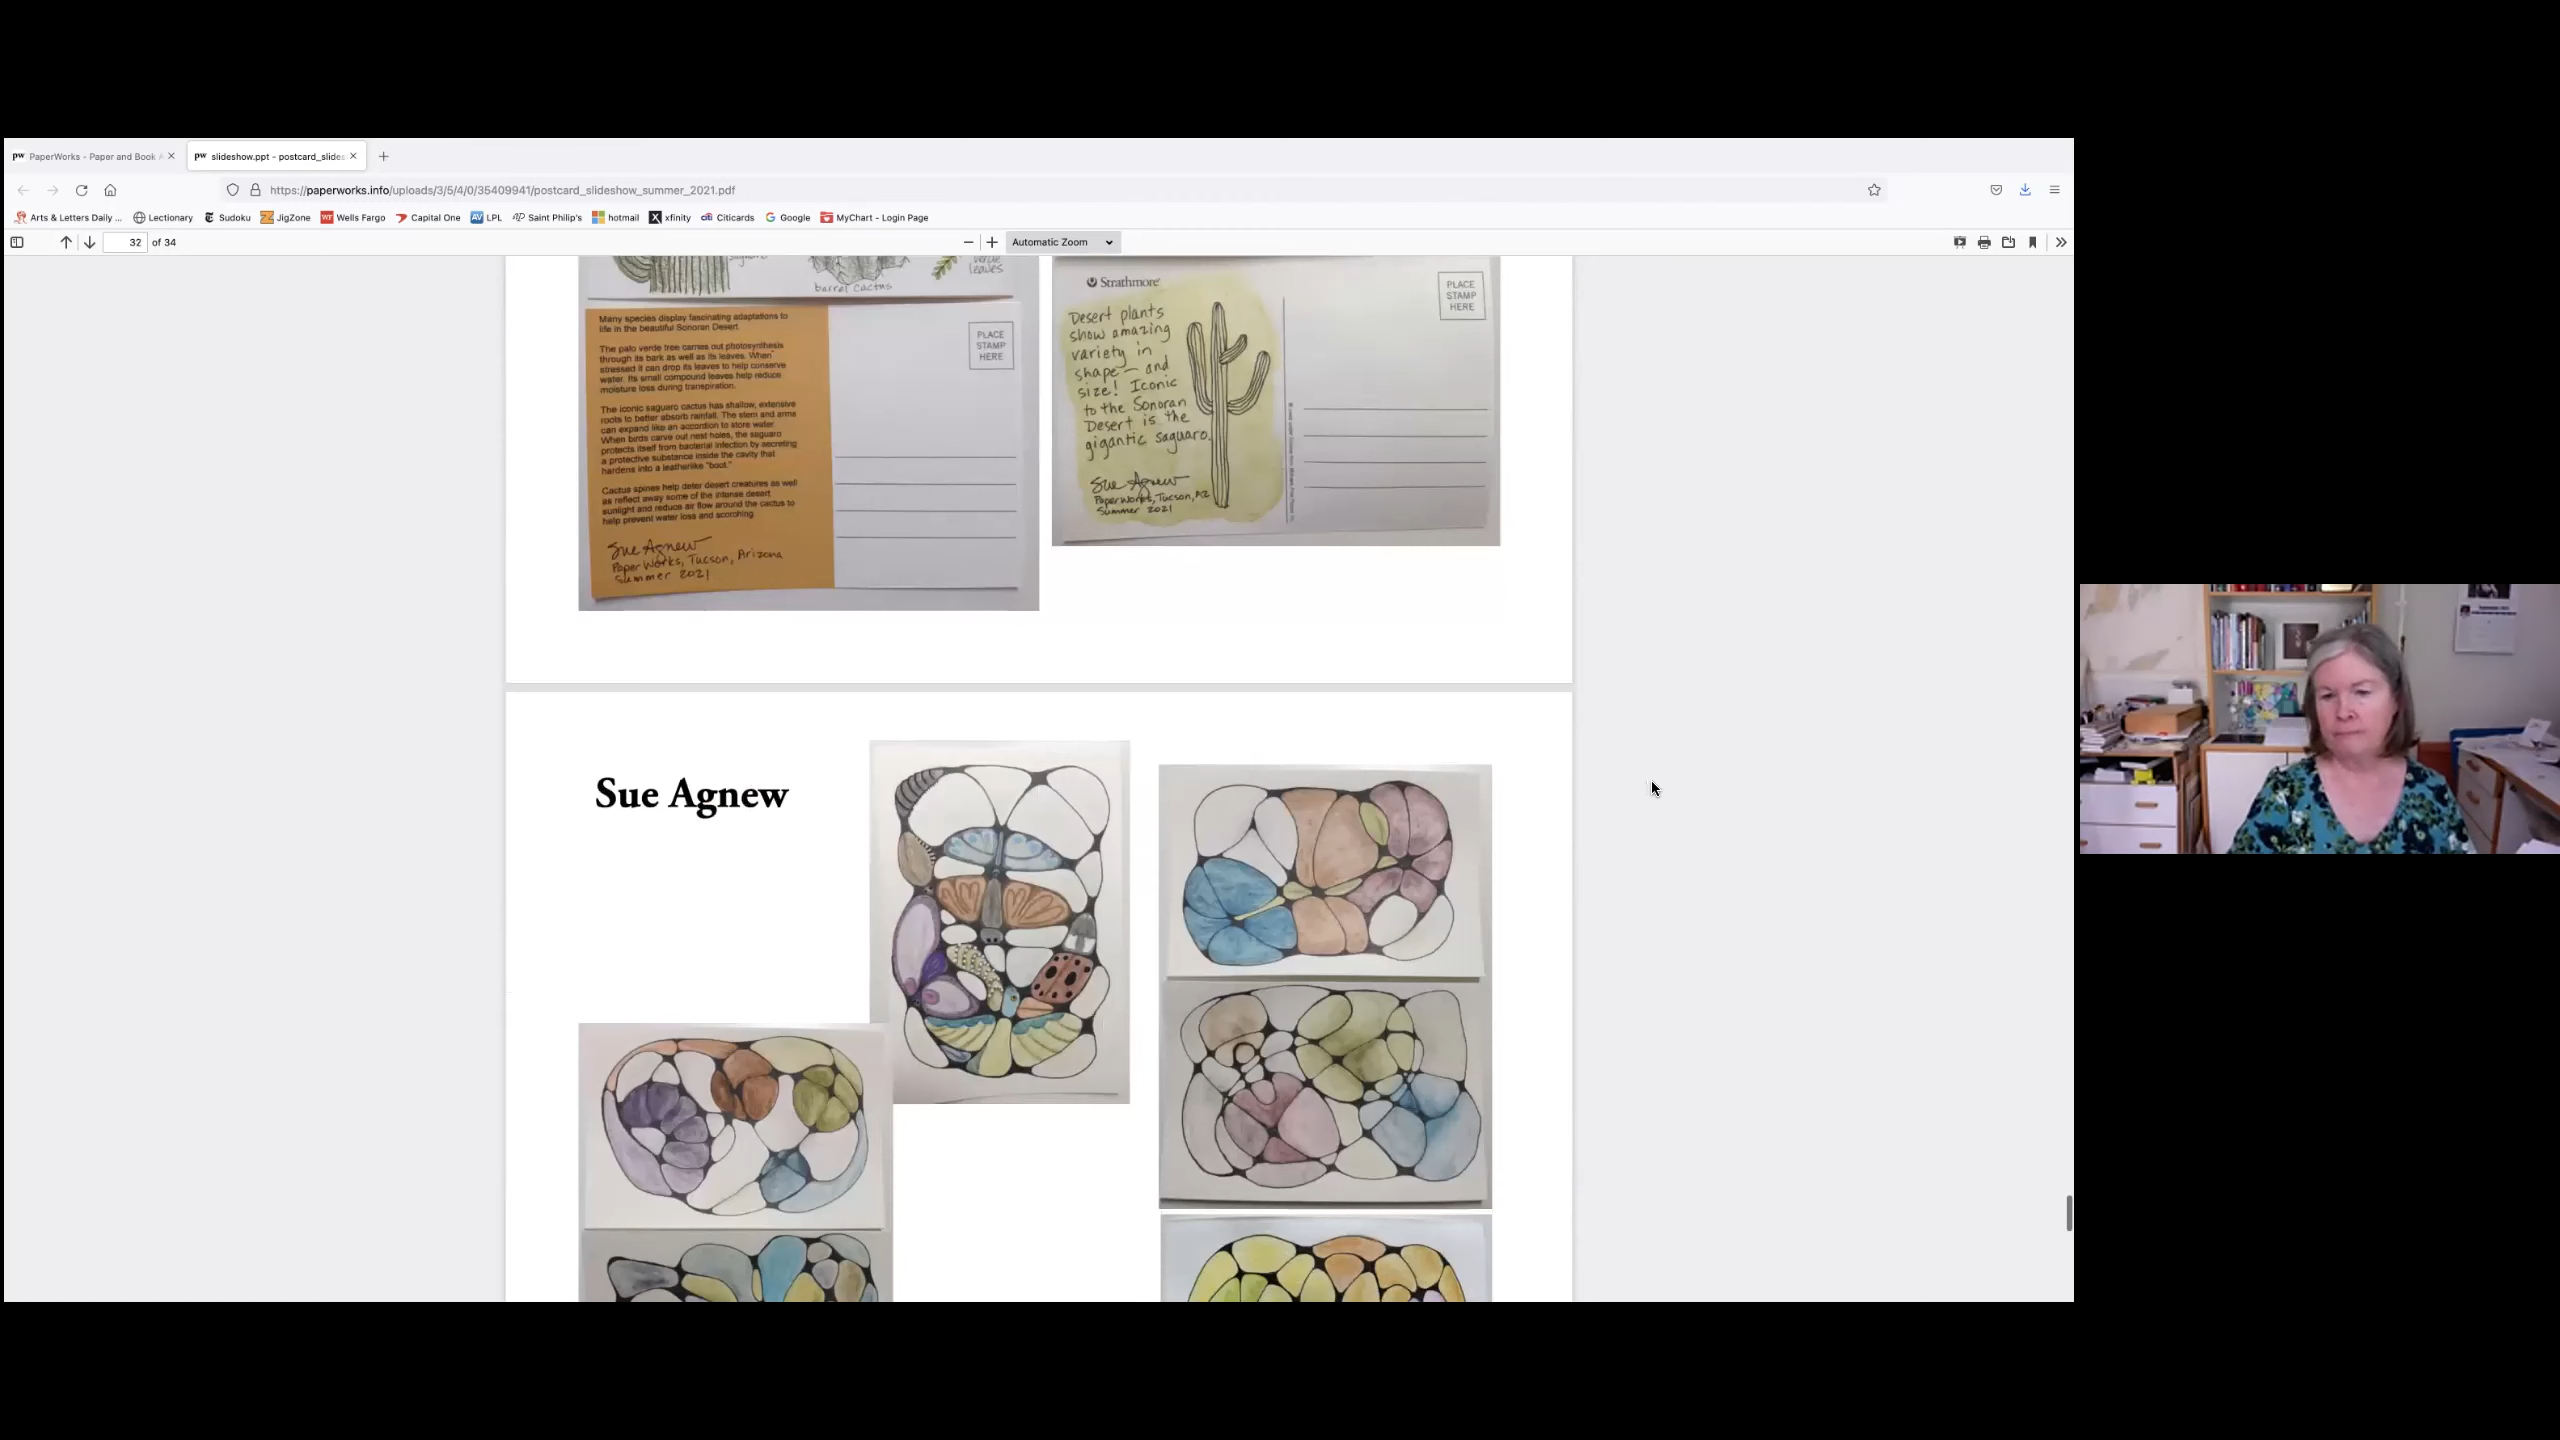 PaperWorks - Paper and Book A
slideshow.ppt - postcard_slides
https://paperworks.info/uploads/3/5/4/0/35409941/postcard_slideshow_summer_2021.pdf
Arts & Letters Daily ... Lectionary Sudoku JigZone Wells Fargo Capital One LPL Saint Philip's hotmail xfinity Citicards Google MyChart - Login Page
32 of 34
Automatic Zoom
saguaro
barrel cactus
verde
leaves
Many species display fascinating adaptations to
life in the beautiful Sonoran Desert.
The palo verde tree carries out photosynthesis
through its bark as well as its leaves. When
stressed it can drop its leaves to help conserve
water. Its small compound leaves help reduce
moisture loss during transpiration.
The iconic saguaro cactus has shallow, extensive
roots to better absorb rainfall. The stem and arms
can expand like an accordion to store water.
When birds carve out nest holes, the saguaro
protects itself from bacterial infection by secreting
a protective substance inside the cavity that
hardens into a leatherlike "boot."
Cactus spines help deter desert creatures as well
as reflect away some of the intense desert
sunlight and reduce air flow around the cactus to
help prevent water loss and scorching
Sue Agnew
PaperWorks, Tucson, Arizona
Summer 2021
PLACE
STAMP
HERE
Strathmore
PLACE
STAMP
HERE
Desert plants
show amazing
variety in
shape — and
size! Iconic
to the Sonoran
Desert is the
gigantic saguaro.
Sue Agnew
PaperWorks, Tucson, AZ
Summer 2021
Sue Agnew